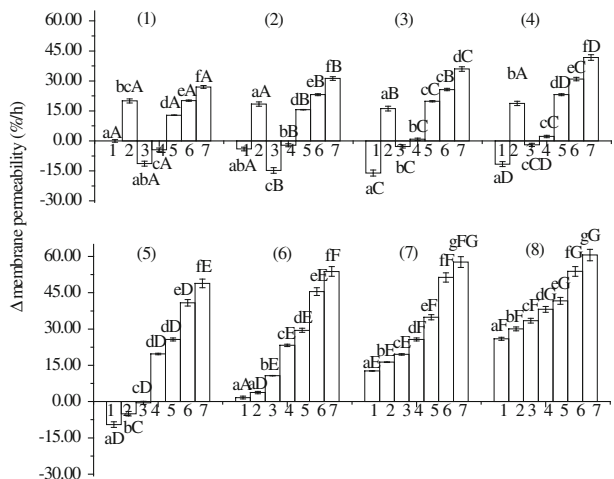 (1) (2) (3) (4)
60.00
45.00
30.00
15.00
0.00
-15.00
-30.00
aA bcA abA cA dA eA fA
1 2 3 4 5 6 7
abA aA cB bB dB eB fB
1 2 3 4 5 6 7
aC aB bC bC cC cB dC
1 2 3 4 5 6 7
aD bA cCD cC dD eC fD
1 2 3 4 5 6 7
Δ membrane permeability (%/h)
(5) (6) (7) (8)
60.00
45.00
30.00
15.00
0.00
-15.00
-30.00
aD bC cD dD dD eD fE
1 2 3 4 5 6 7
aA aD bE cE dE eE fF
1 2 3 4 5 6 7
aE bE cE dF eF fF gFG
1 2 3 4 5 6 7
aF bF cF dG eG fG gG
1 2 3 4 5 6 7